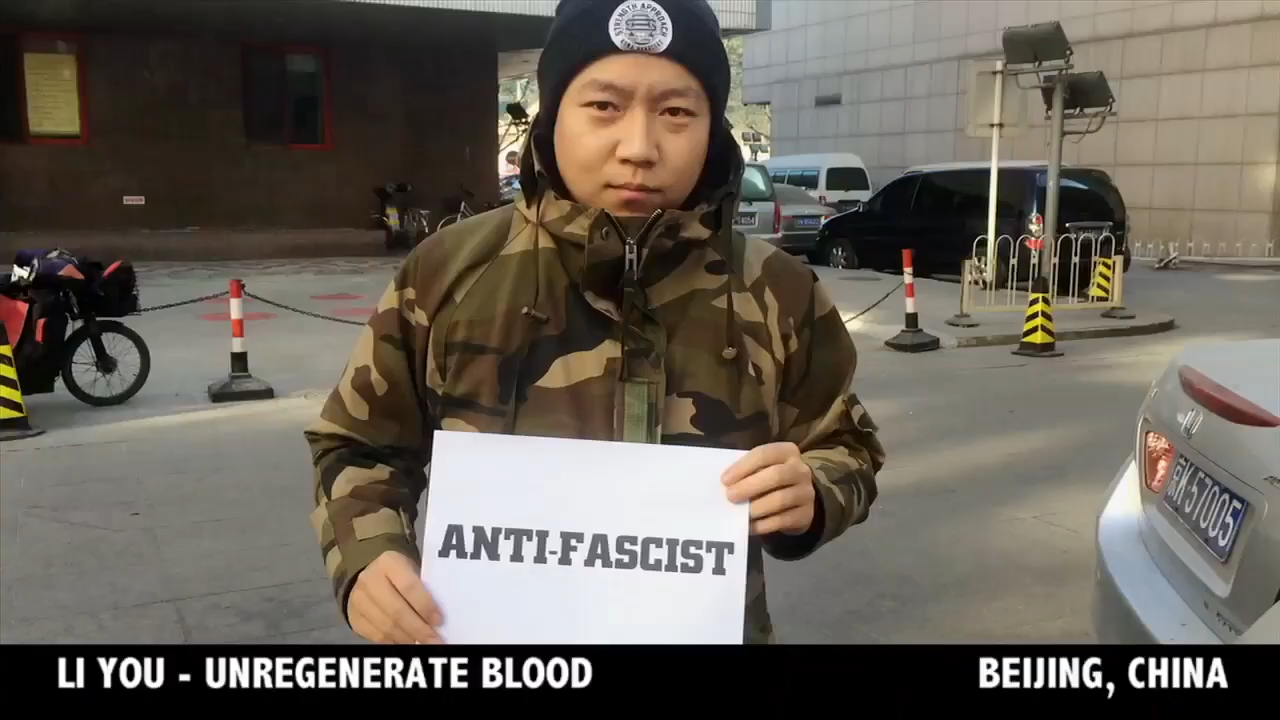 STRENGTH APPROACH
ANTI-FASCIST
京N·57005
LI YOU - UNREGENERATE BLOOD
BEIJING, CHINA